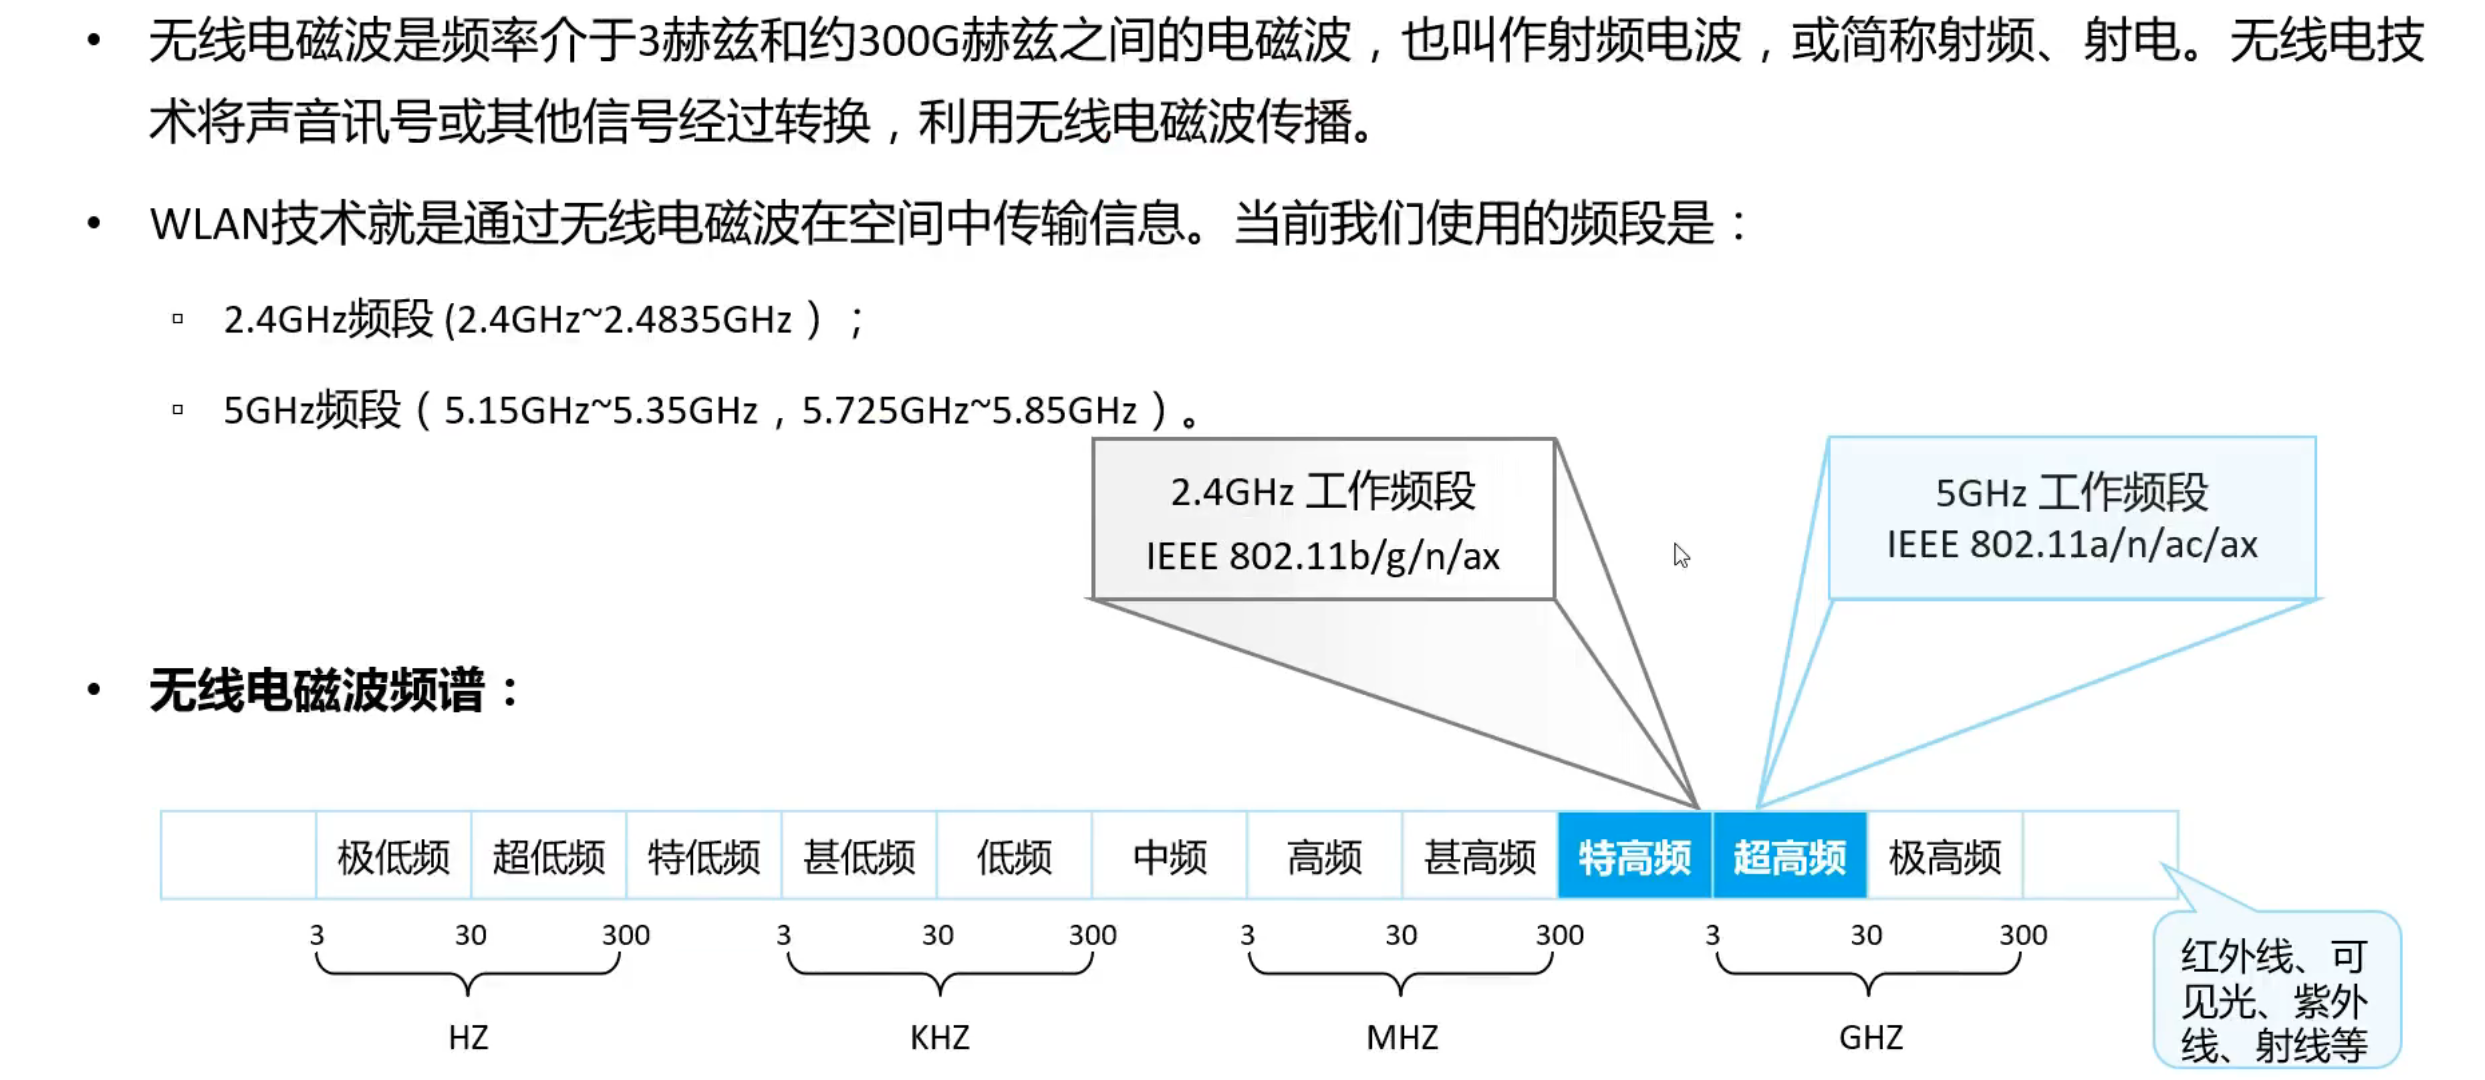 • 无线电磁波是频率介于3赫兹和约300G赫兹之间的电磁波，也叫作射频电波，或简称射频、射电。无线电技
术将声音讯号或其他信号经过转换，利用无线电磁波传播。
• WLAN技术就是通过无线电磁波在空间中传输信息。当前我们使用的频段是：
▫ 2.4GHz频段 (2.4GHz~2.4835GHz ）；
▫ 5GHz频段（5.15GHz~5.35GHz，5.725GHz~5.85GHz）。
2.4GHz 工作频段
IEEE 802.11b/g/n/ax
5GHz 工作频段
IEEE 802.11a/n/ac/ax
• 无线电磁波频谱：
极低频 超低频 特低频 甚低频 低频 中频 高频 甚高频 特高频 超高频 极高频
3 30 300 3 30 300 3 30 300 3 30 300
HZ KHZ MHZ GHZ
红外线、可
见光、紫外
线、射线等